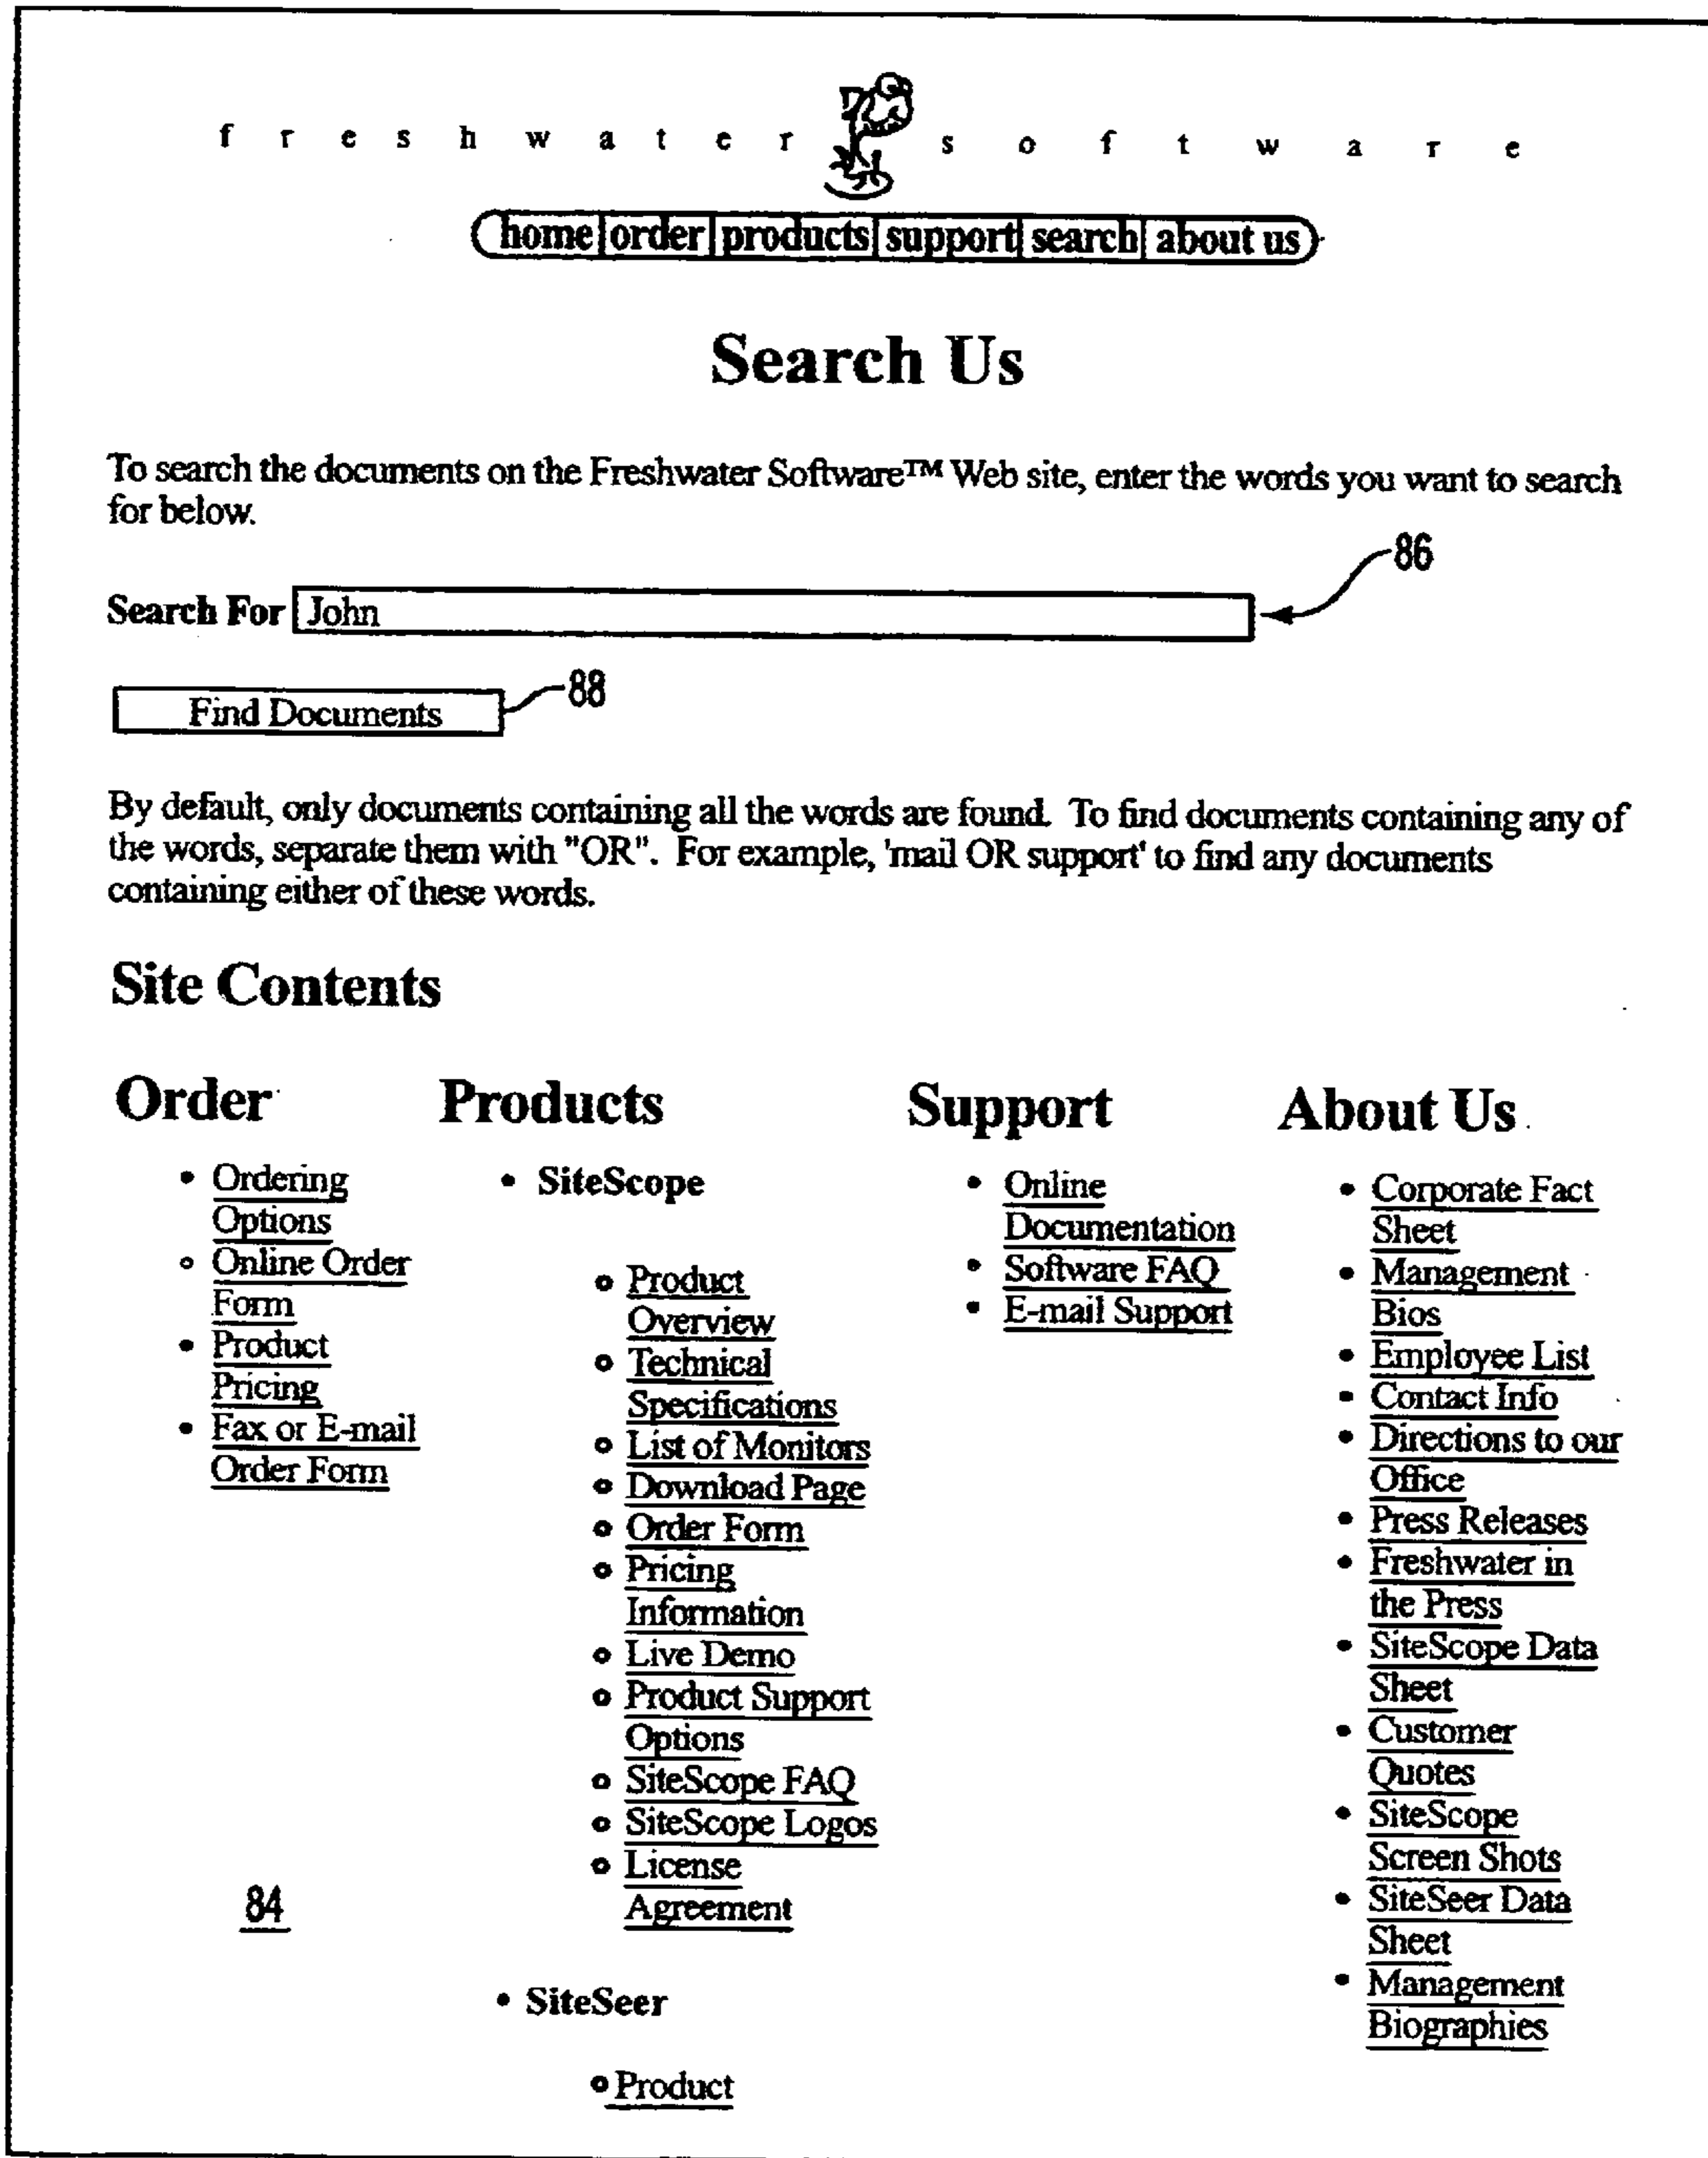 freshwater software
home order products support search about us
Search Us
To search the documents on the Freshwater Software™ Web site, enter the words you want to search
for below.
86
Search For John
Find Documents 88
By default, only documents containing all the words are found. To find documents containing any of
the words, separate them with "OR". For example, 'mail OR support' to find any documents
containing either of these words.
Site Contents
Order
• Ordering
Options
• Online Order
Form
• Product
Pricing
• Fax or E-mail
Order Form
84
Products
• SiteScope
o Product
Overview
o Technical
Specifications
o List of Monitors
o Download Page
o Order Form
o Pricing
Information
o Live Demo
o Product Support
Options
o SiteScope FAQ
o SiteScope Logos
o License
Agreement
• SiteSeer
o Product
Support
• Online
Documentation
• Software FAQ
• E-mail Support
About Us
• Corporate Fact
Sheet
• Management
Bios
• Employee List
• Contact Info
• Directions to our
Office
• Press Releases
• Freshwater in
the Press
• SiteScope Data
Sheet
• Customer
Quotes
• SiteScope
Screen Shots
• SiteSeer Data
Sheet
• Management
Biographies